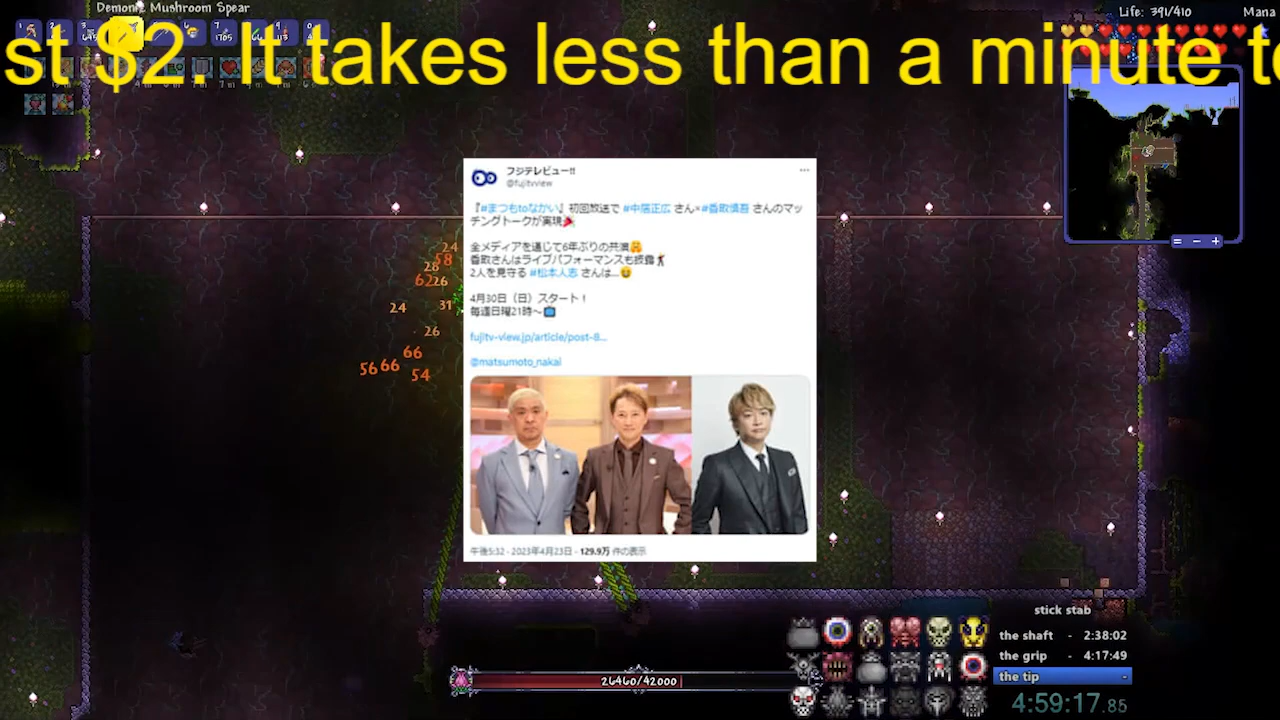 Demonic Mushroom Spear
Life: 391/410
Mana
st $2. It takes less than a minute to
フジテレビュー!!
@fujitvview
『#まつもtoなかい』初回放送で #中居正広 さん×#香取慎吾 さんのマッ
チングトークが実現
全メディアを通じて6年ぶりの共演
香取さんはライブパフォーマンスも披露
2人を見守る #松本人志 さんは...
4月30日（日）スタート！
毎週日曜21時～
fujitv-view.jp/article/post-8...
@matsumoto_nakai
午後5:32 · 2023年4月23日 · 129.9万 件の表示
24
58
28
62
26
24
31
26
66
56
66
54
stick stab
the shaft - 2:38:02
the grip - 4:17:49
the tip -
4:59:17.85
26460/42000